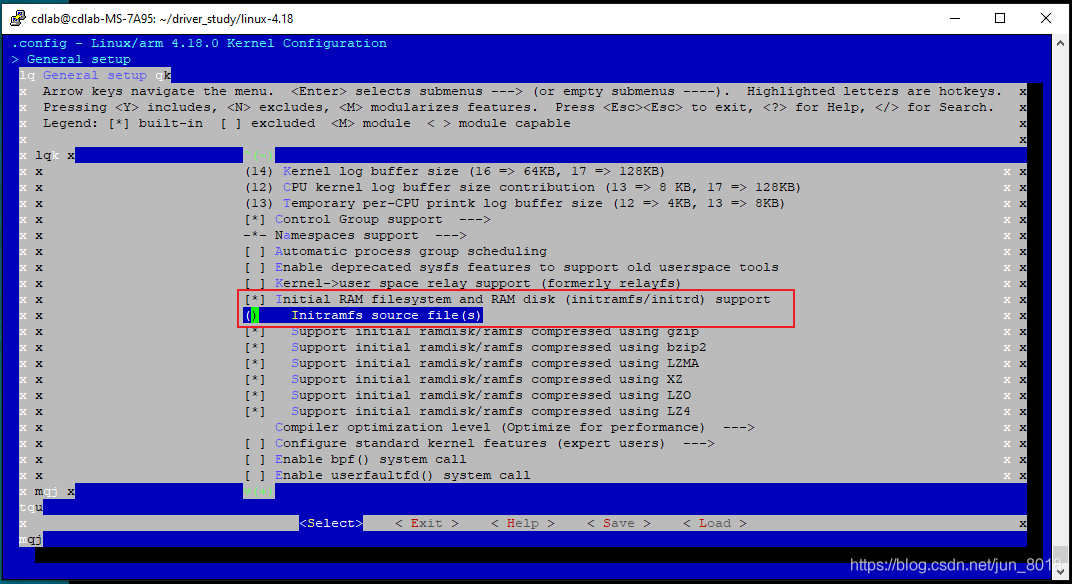 cdlab@cdlab-MS-7A95: ~/driver_study/linux-4.18
.config - Linux/arm 4.18.0 Kernel Configuration
> General setup
lq General setup qk
x Arrow keys navigate the menu. <Enter> selects submenus ---> (or empty submenus ----). Highlighted letters are hotkeys. x
x Pressing <Y> includes, <N> excludes, <M> modularizes features. Press <Esc><Esc> to exit, <?> for Help, </> for Search. x
x Legend: [*] built-in [ ] excluded <M> module < > module capable x
x x
x lqk x
x x (14) Kernel log buffer size (16 => 64KB, 17 => 128KB) x x
x x (12) CPU kernel log buffer size contribution (13 => 8 KB, 17 => 128KB) x x
x x (13) Temporary per-CPU printk log buffer size (12 => 4KB, 13 => 8KB) x x
x x [*] Control Group support ---> x x
x x -*- Namespaces support ---> x x
x x [ ] Automatic process group scheduling x x
x x [ ] Enable deprecated sysfs features to support old userspace tools x x
x x [ ] Kernel->user space relay support (formerly relayfs) x x
x x [*] Initial RAM filesystem and RAM disk (initramfs/initrd) support x x
x x () Initramfs source file(s) x x
x x [*] Support initial ramdisk/ramfs compressed using gzip x x
x x [*] Support initial ramdisk/ramfs compressed using bzip2 x x
x x [*] Support initial ramdisk/ramfs compressed using LZMA x x
x x [*] Support initial ramdisk/ramfs compressed using XZ x x
x x [*] Support initial ramdisk/ramfs compressed using LZO x x
x x [*] Support initial ramdisk/ramfs compressed using LZ4 x x
x x Compiler optimization level (Optimize for performance) ---> x x
x x [ ] Configure standard kernel features (expert users) ---> x x
x x [ ] Enable bpf() system call x x
x x [ ] Enable userfaultfd() system call x x
x mqj x
tqu
x <Select> < Exit > < Help > < Save > < Load > x
mqj
https://blog.csdn.net/jun_8018